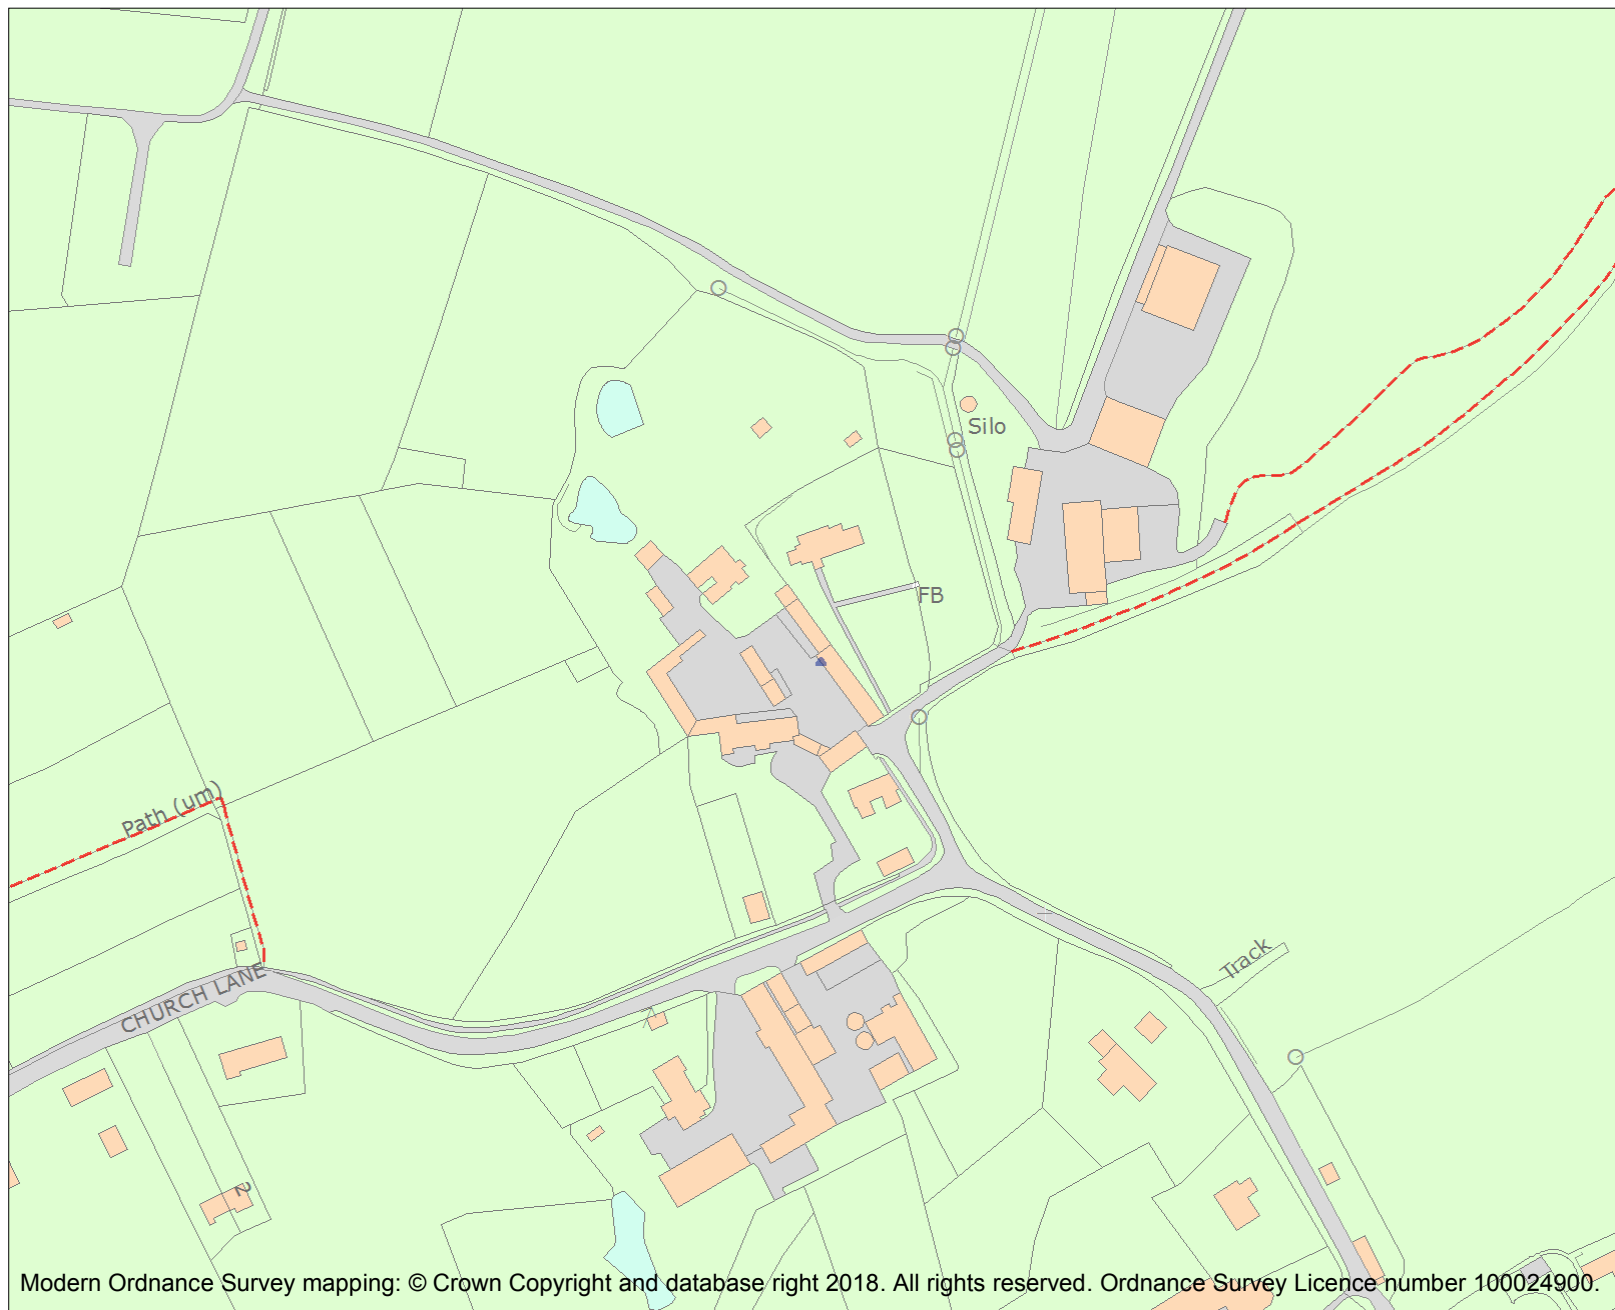 Silo
FB
Path (um)
Track
CHURCH LANE
2
Modern Ordnance Survey mapping: © Crown Copyright and database right 2018. All rights reserved. Ordnance Survey Licence number 100024900.